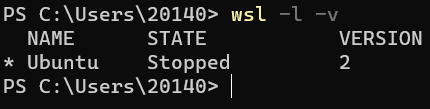 PS C:\Users\20140> wsl -l -v
  NAME      STATE           VERSION
* Ubuntu    Stopped         2
PS C:\Users\20140>